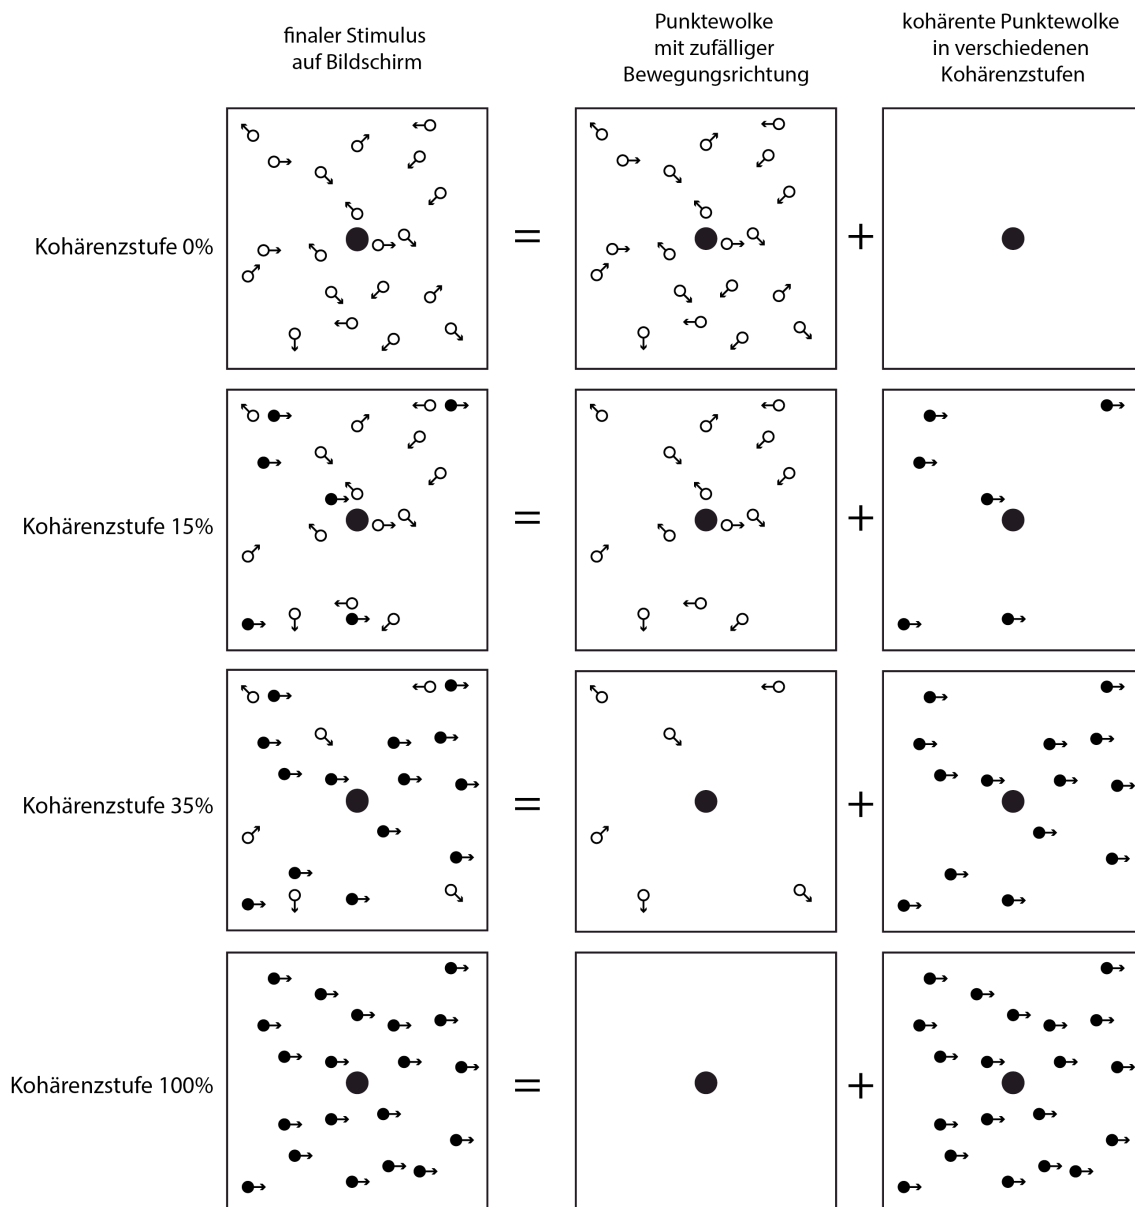 finaler Stimulus
auf Bildschirm
Punktewolke
mit zufälliger
Bewegungsrichtung
kohärente Punktewolke
in verschiedenen
Kohärenzstufen
Kohärenzstufe 0%
=
+
Kohärenzstufe 15%
=
+
Kohärenzstufe 35%
=
+
Kohärenzstufe 100%
=
+